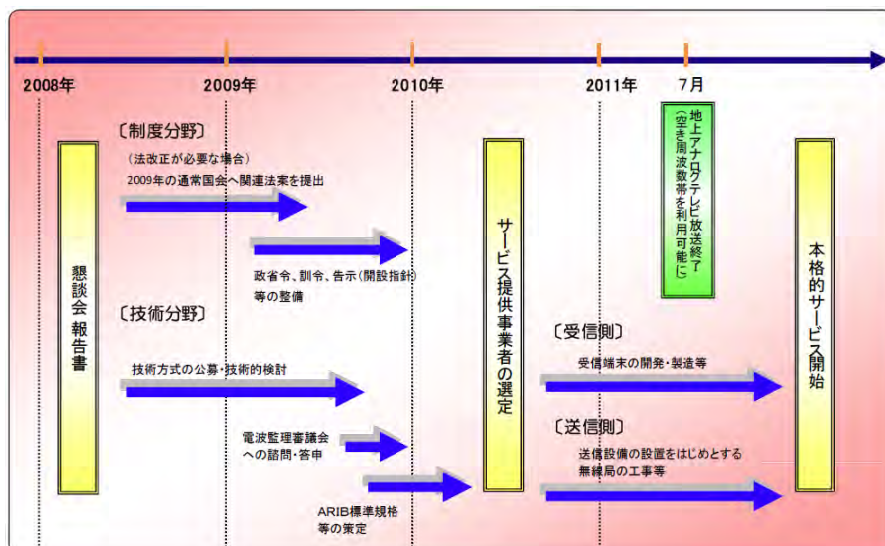 2008年
2009年
2010年
2011年
7月
〔制度分野〕
(法改正が必要な場合)
2009年の通常国会へ関連法案を提出
政省令、訓令、告示(開設指針)
等の整備
懇談会 報告書
〔技術分野〕
技術方式の公募・技術的検討
電波監理審議会
への諮問・答申
ARIB標準規格
等の策定
サービス提供事業者の選定
地上アナログテレビ放送終了
(空き周波数帯を利用可能に)
〔受信側〕
受信端末の開発・製造等
〔送信側〕
送信設備の設置をはじめとする
無線局の工事等
本格的サービス開始